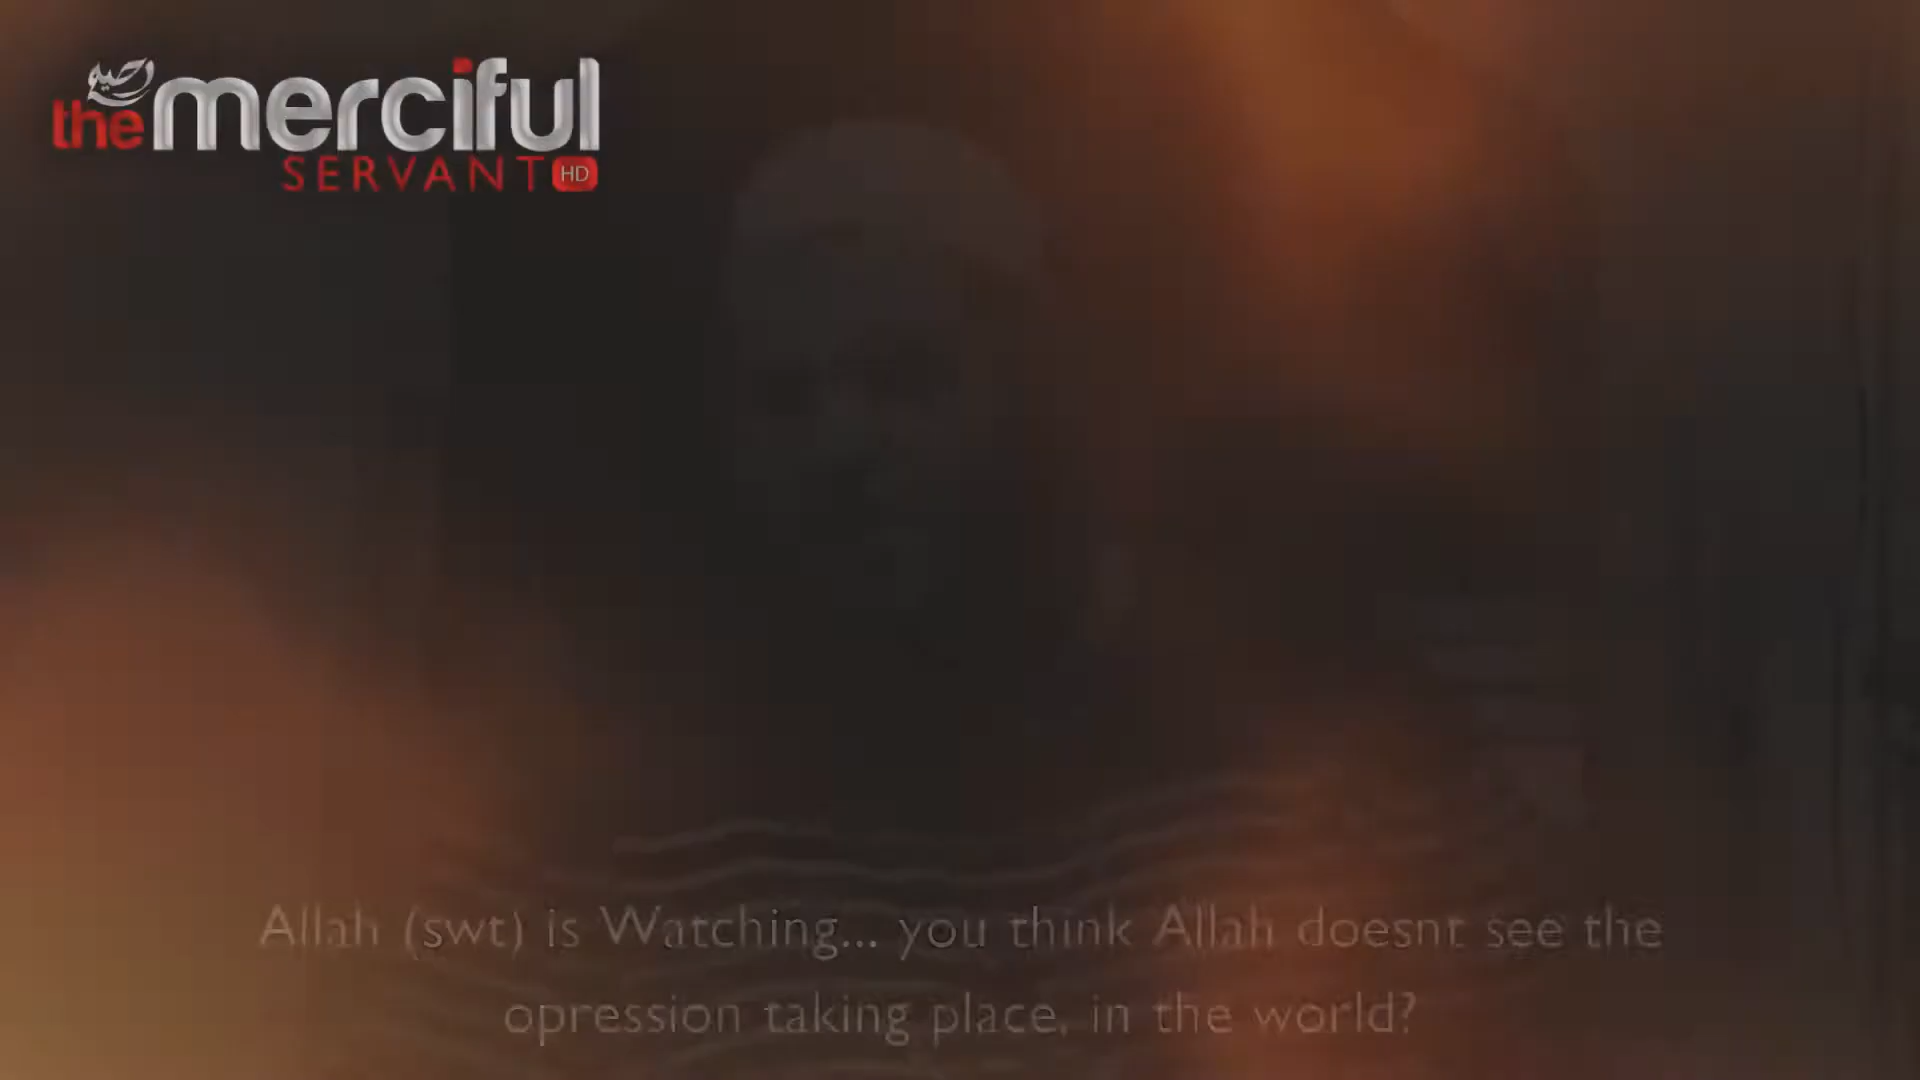 the merciful
SERVANT HD
Allah (swt) is Watching... you think Allah doesnt see the
opression taking place, in the world?